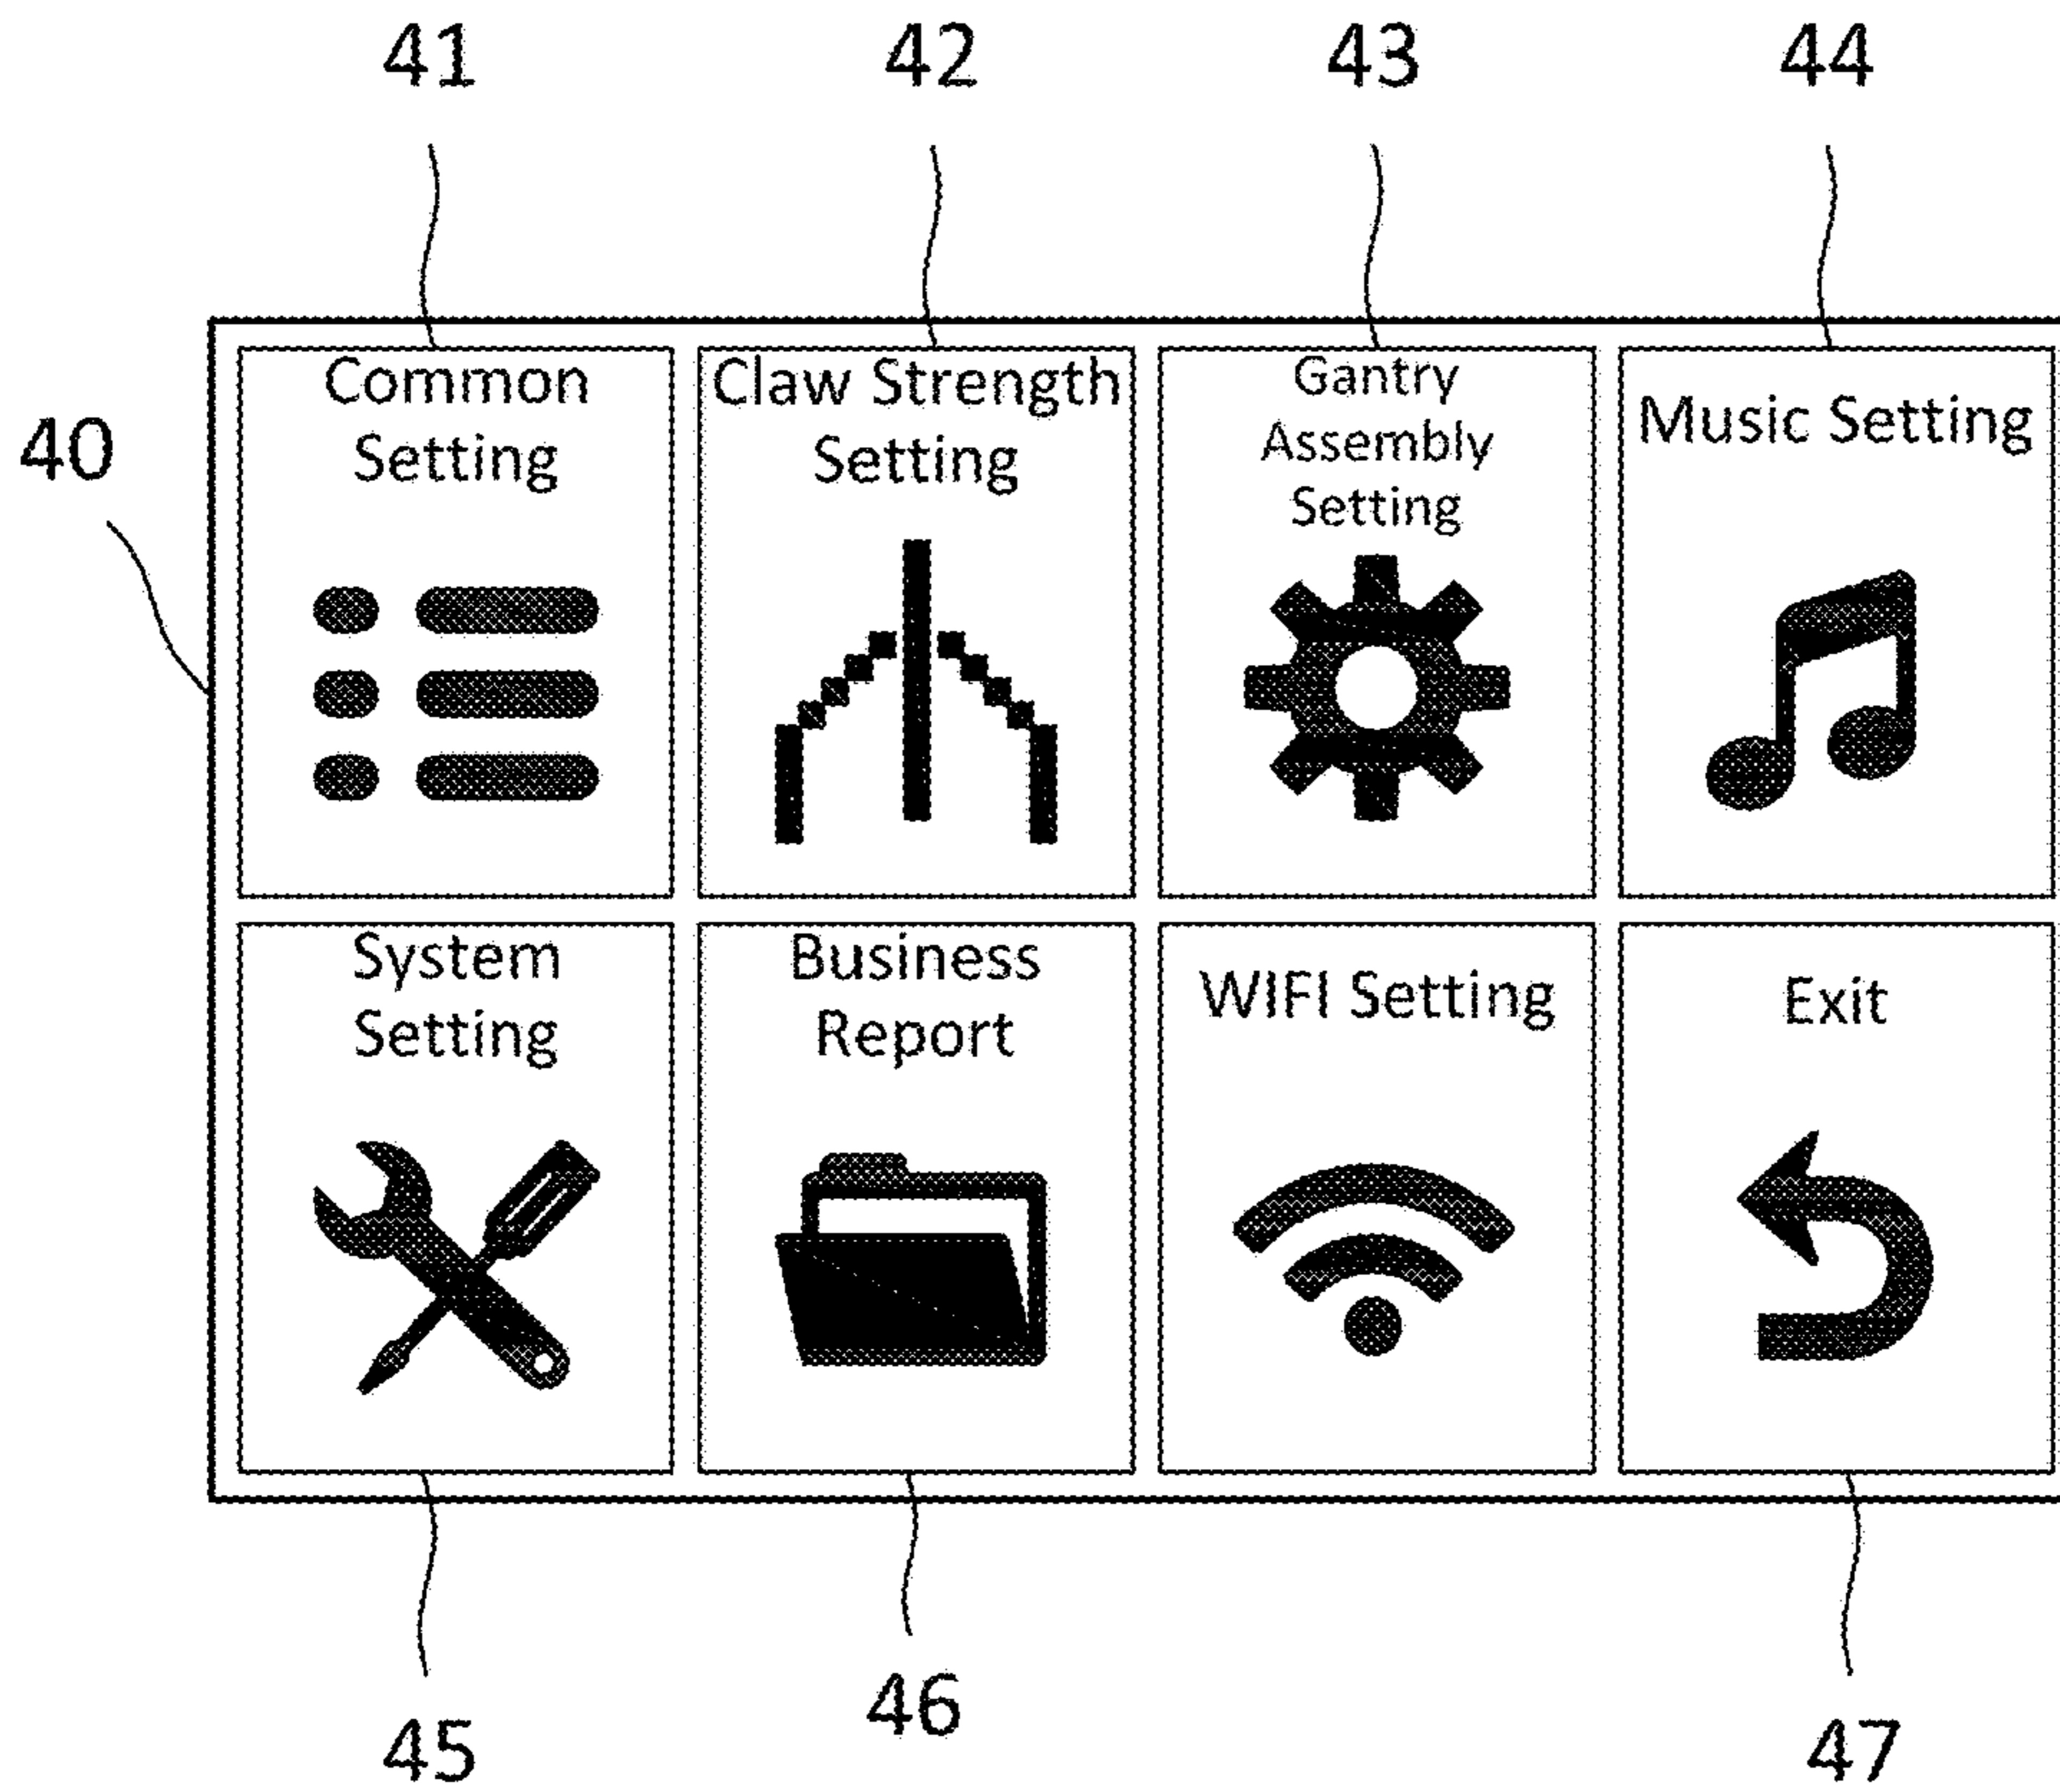 41 42 43 44
40
Common
Setting
Claw Strength
Setting
Gantry
Assembly
Setting
Music Setting
System
Setting
Business
Report
WIFI Setting
Exit
45 46 47